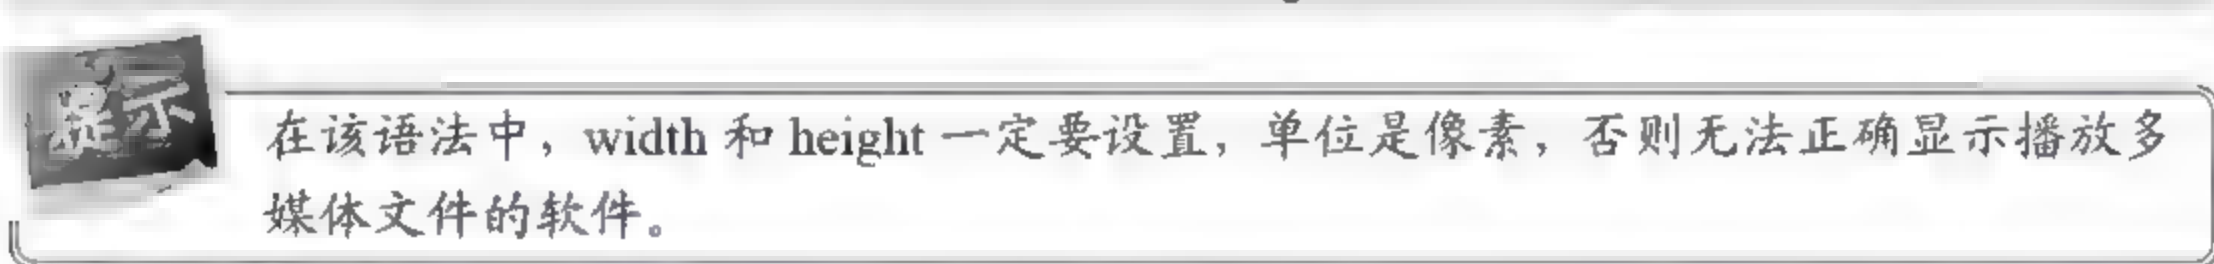 提示
在该语法中，width 和 height 一定要设置，单位是像素，否则无法正确显示播放多
媒体文件的软件。